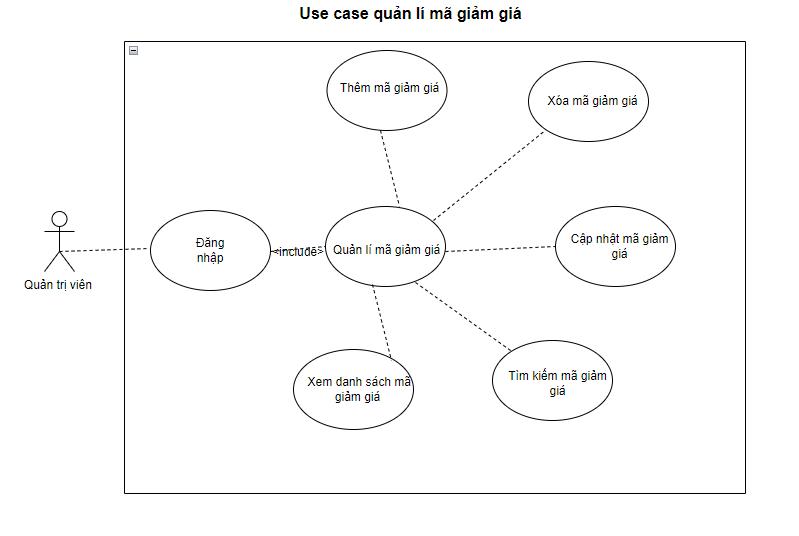 Use case quản lí mã giảm giá
Thêm mã giảm giá
Xóa mã giảm giá
Đăng
nhập
<include>
Quản lí mã giảm giá
Cập nhật mã giảm
giá
Quản trị viên
Xem danh sách mã
giảm giá
Tìm kiếm mã giảm
giá